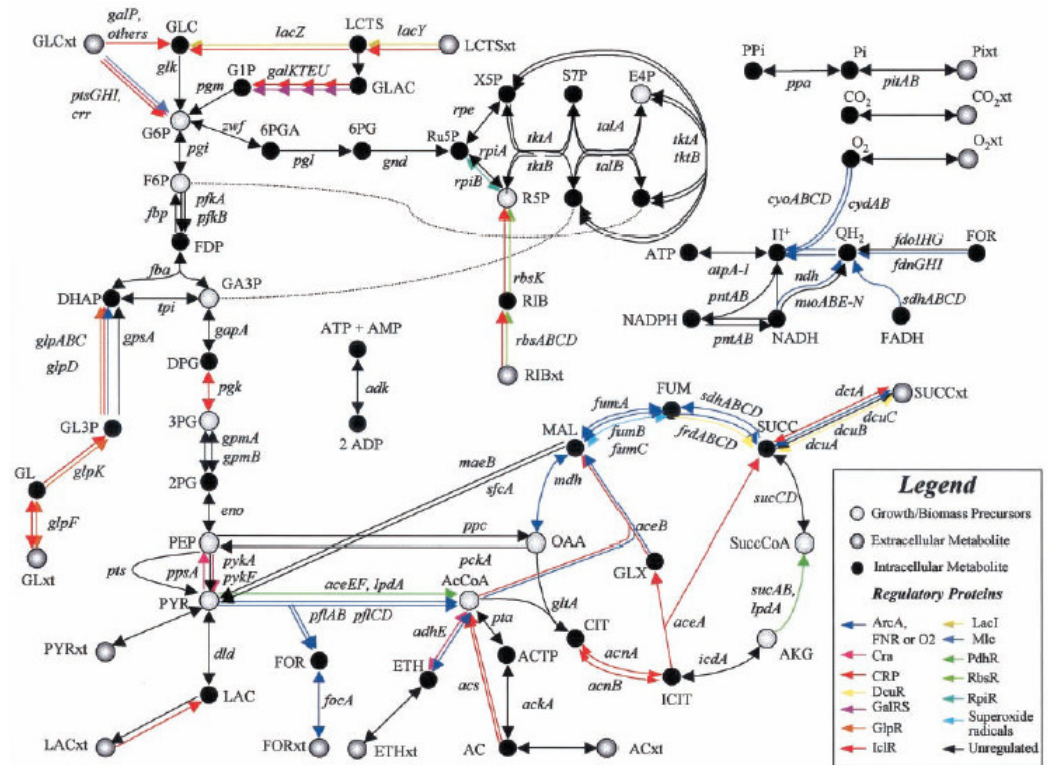 galP,
others
GLC
lacZ
LCTS
lacY
GLCxt
LCTSxt
glk
G1P
galKTEU
GLAC
pgm
ptsGHI,
crr
G6P
zwf
6PGA
6PG
Ru5P
pgl
gnd
pgi
X5P
S7P
E4P
rpe
tktA
talA
tktA
rpiA
tktB
talB
tktB
rpiB
R5P
PPi
Pi
Pixt
ppa
pitAB
CO2
CO2xt
O2
O2xt
cyoABCD
cydAB
F6P
pfkA
fbp
pfkB
FDP
fba
GA3P
DHAP
tpi
rbsK
RIB
rbsABCD
RIBxt
ATP
H+
QH2
FOR
fdoIHG
atpA-I
ndh
fdnGHI
pntAB
nuoABE-N
sdhABCD
NADPH
pntAB
NADH
FADH
glpABC
gpsA
glpD
gapA
DPG
pgk
3PG
ATP + AMP
adk
2 ADP
GL3P
gpmA
gpmB
GL
glpK
2PG
glpF
eno
GLxt
FUM
sdhABCD
dctA
SUCCxt
fumA
SUCC
dcuC
MAL
fumB
dcuB
fumC
frdABCD
dcuA
maeB
sfcA
mdh
sucCD
PEP
ppc
OAA
aceB
SuccCoA
pts
pykA
pckA
ppsA
pykF
GLX
aceEF, lpdA
AcCoA
sucAB,
lpdA
PYR
pflAB
pflCD
gltA
aceA
pta
CIT
adhE
acnA
icdA
AKG
PYRxt
dld
FOR
ETH
ACTP
acnB
ICIT
LAC
focA
acs
ackA
LACxt
FORxt
ETHxt
AC
ACxt
Legend
Growth/Biomass Precursors
Extracellular Metabolite
Intracellular Metabolite
Regulatory Proteins
ArcA,
FNR or O2
Cra
CRP
DcuR
GalRS
GlpR
IclR
LacI
Mlc
PdhR
RbsR
RpiR
Superoxide
radicals
Unregulated